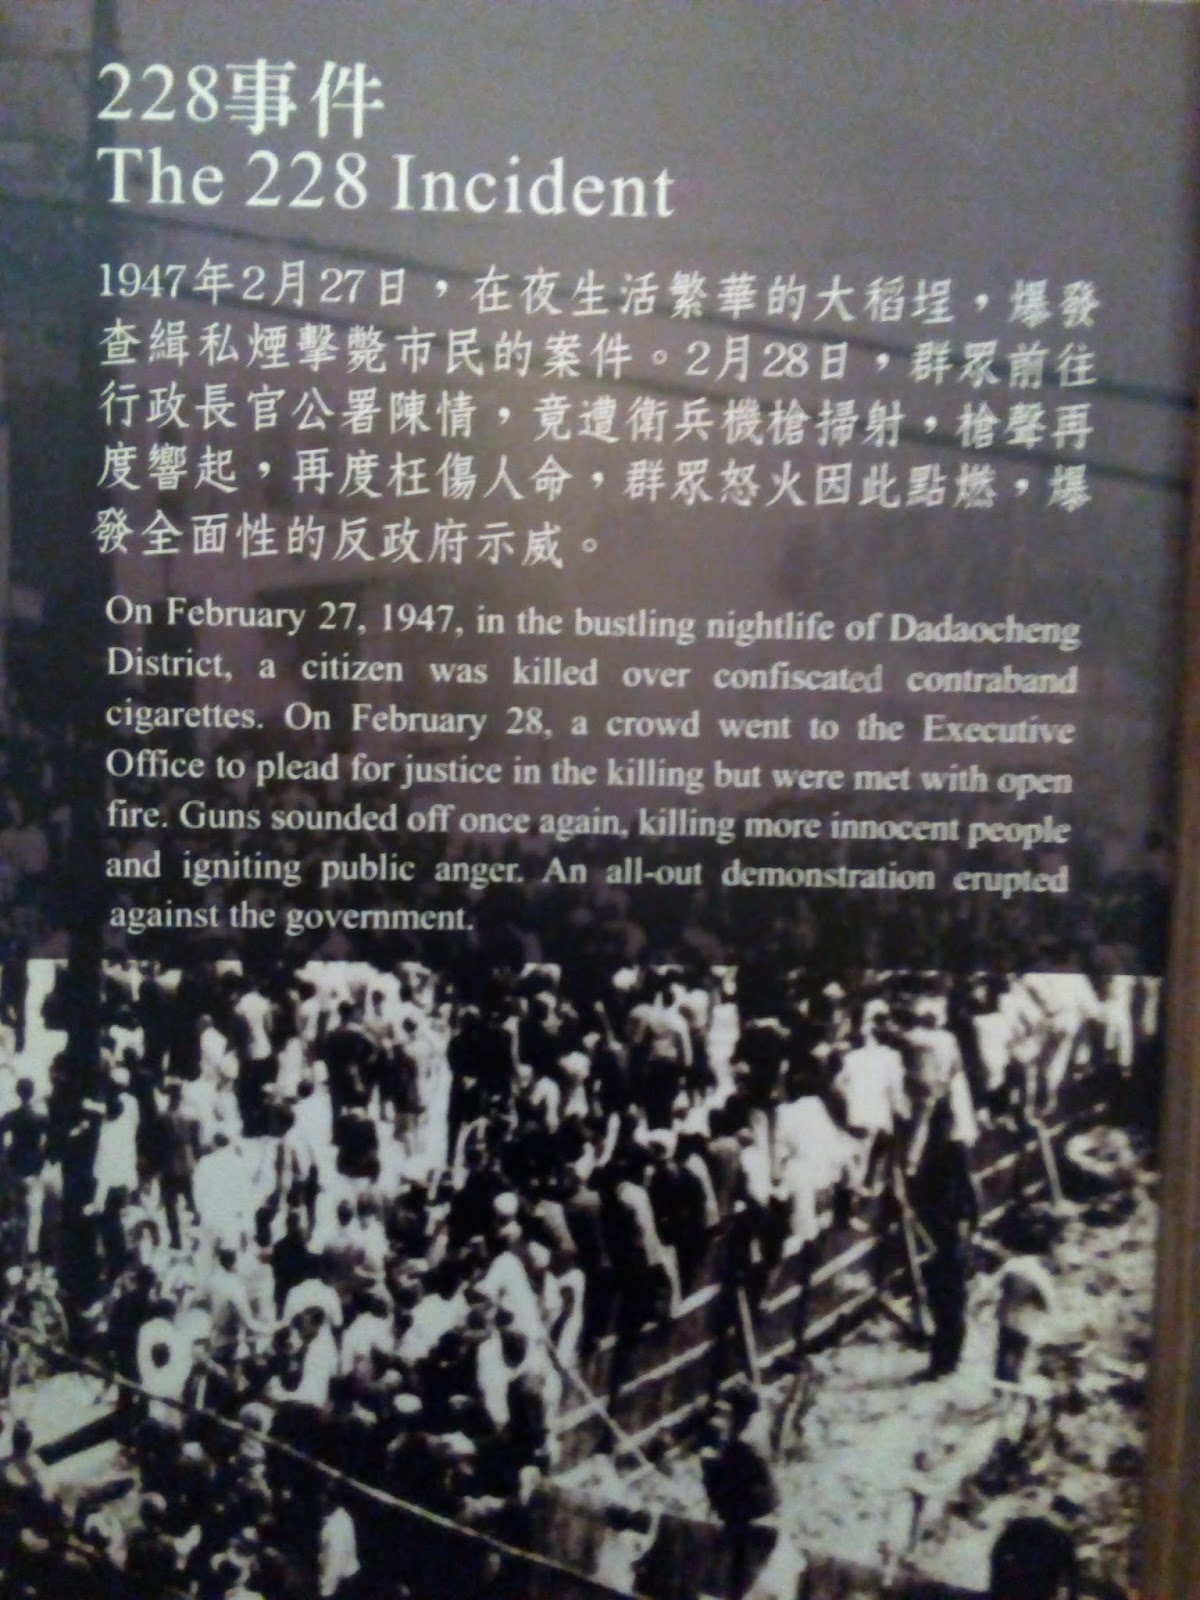 228事件
The 228 Incident
1947年2月27日，在夜生活繁華的大稻埕，爆發
查緝私煙擊斃市民的案件。2月28日，群眾前往
行政長官公署陳情，竟遭衛兵機槍掃射，槍聲再
度響起，再度枉傷人命，群眾怒火因此點燃，爆
發全面性的反政府示威。
On February 27, 1947, in the bustling nightlife of Dadaocheng
District, a citizen was killed over confiscated contraband
cigarettes. On February 28, a crowd went to the Executive
Office to plead for justice in the killing but were met with open
fire. Guns sounded off once again, killing more innocent people
and igniting public anger. An all-out demonstration erupted
against the government.